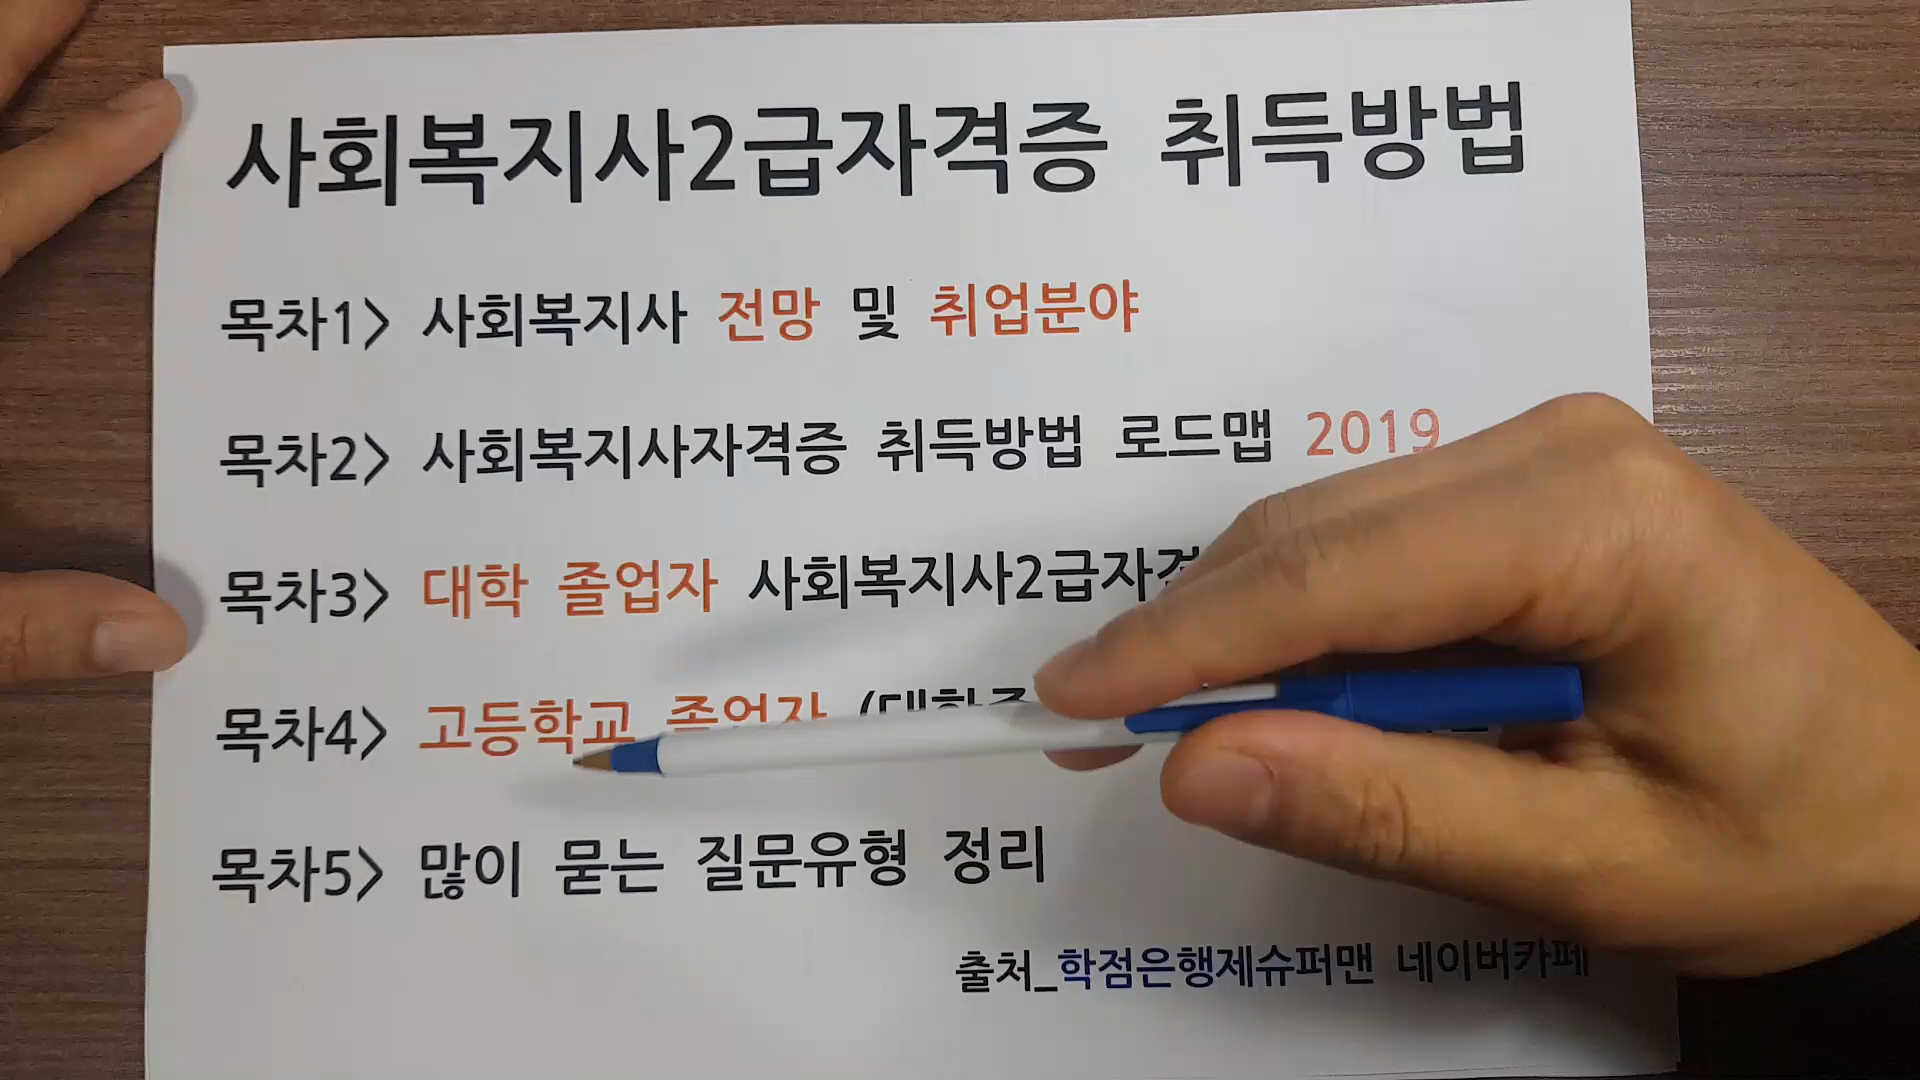 사회복지사2급자격증 취득방법
목차1> 사회복지사 전망 및 취업분야
목차2> 사회복지사자격증 취득방법 로드맵 2019
목차3> 대학 졸업자 사회복지사2급자격
목차4> 고등학교 졸업자
목차5> 많이 묻는 질문유형 정리
출처_학점은행제슈퍼맨 네이버카페